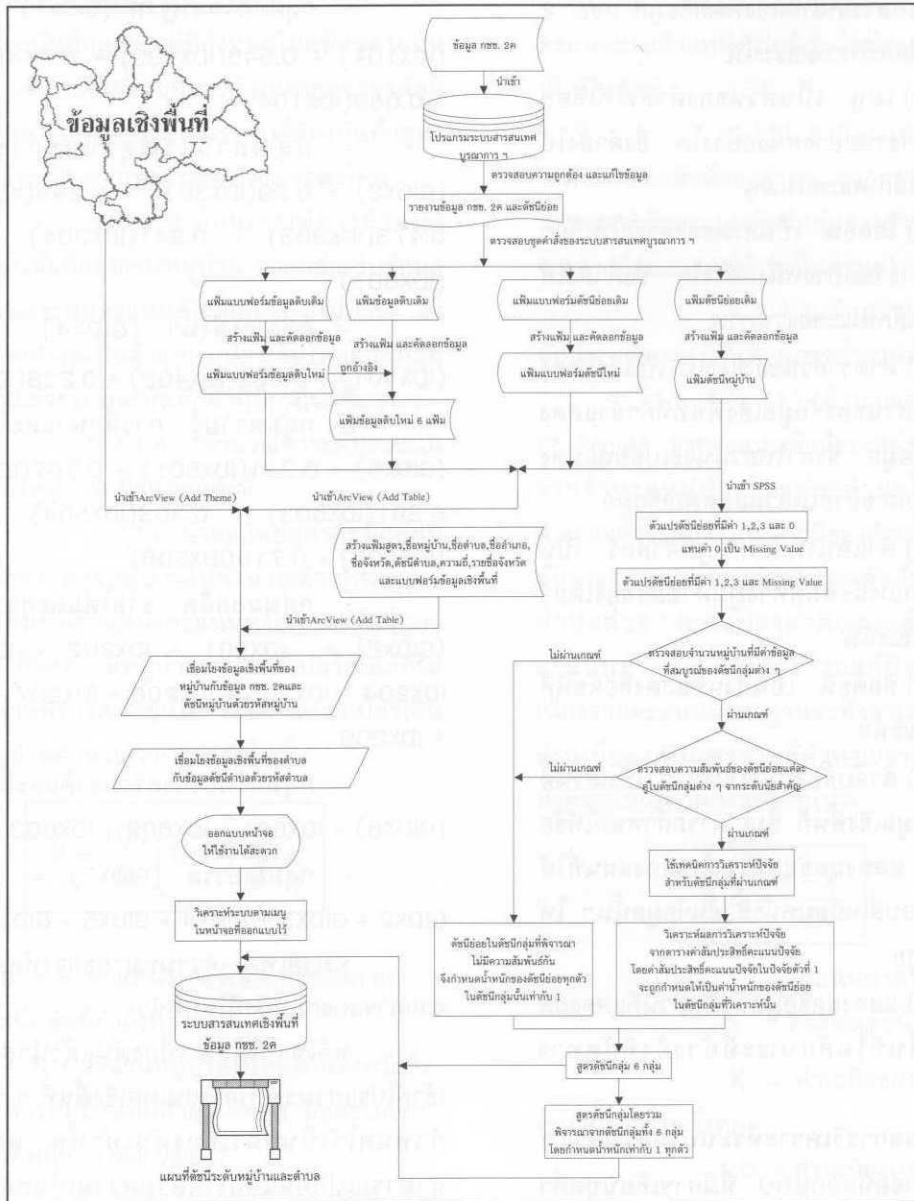 ข้อมูลเชิงพื้นที่
ข้อมูล กชช. 2ค
นำเข้า
โปรแกรมระบบสารสนเทศ
บูรณาการ ฯ
ตรวจสอบความถูกต้อง และแก้ไขข้อมูล
รายงานข้อมูล กชช. 2ค และดัชนีย่อย
ตรวจสอบชุดคำสั่งของระบบสารสนเทศบูรณาการ ฯ
แฟ้มแบบฟอร์มข้อมูลดิบเดิม
แฟ้มข้อมูลดิบเดิม
แฟ้มแบบฟอร์มดัชนีย่อยเดิม
แฟ้มดัชนีย่อยเดิม
สร้างแฟ้ม และคัดลอกข้อมูล
สร้างแฟ้ม และคัดลอกข้อมูล
สร้างแฟ้ม และคัดลอกข้อมูล
สร้างแฟ้ม และคัดลอกข้อมูล
แฟ้มแบบฟอร์มข้อมูลดิบใหม่
ถูกอ้างอิง
แฟ้มแบบฟอร์มดัชนีใหม่
แฟ้มดัชนีหมู่บ้าน
แฟ้มข้อมูลดิบใหม่ 6 แฟ้ม
นำเข้าArcView (Add Theme)
นำเข้าArcView (Add Table)
นำเข้า SPSS
ตัวแปรดัชนีย่อยที่มีค่า 1,2,3 และ 0
แทนค่า 0 เป็น Missing Value
สร้างแฟ้มสูตร,ชื่อหมู่บ้าน,ชื่อตำบล,ชื่ออำเภอ,
ชื่อจังหวัด,ดัชนีตำบล,ความถี่,รายชื่อจังหวัด
และแบบฟอร์มข้อมูลเชิงพื้นที่
ตัวแปรดัชนีย่อยที่มีค่า 1,2,3 และ Missing Value
นำเข้าArcView (Add Table)
ไม่ผ่านเกณฑ์
ตรวจสอบจำนวนหมู่บ้านที่มีค่าข้อมูล
ที่สมบูรณ์ของดัชนีกลุ่มต่าง ๆ
เชื่อมโยงข้อมูลเชิงพื้นที่ของ
หมู่บ้านกับข้อมูล กชช. 2คและ
ดัชนีหมู่บ้านด้วยรหัสหมู่บ้าน
ผ่านเกณฑ์
เชื่อมโยงข้อมูลเชิงพื้นที่ของตำบล
กับข้อมูลดัชนีตำบลด้วยรหัสตำบล
ไม่ผ่านเกณฑ์
ตรวจสอบความสัมพันธ์ของดัชนีย่อยแต่ละ
คู่ในดัชนีกลุ่มต่าง ๆ จากระดับนัยสำคัญ
ออกแบบหน้าจอ
ให้ใช้งานได้สะดวก
ผ่านเกณฑ์
ใช้เทคนิคการวิเคราะห์ปัจจัย
สำหรับดัชนีกลุ่มที่ผ่านเกณฑ์
วิเคราะห์ระบบตามเมนู
ในหน้าจอที่ออกแบบไว้
ดัชนีย่อยในดัชนีกลุ่มที่พิจารณา
ไม่มีความสัมพันธ์กัน
จึงกำหนดน้ำหนักของดัชนีย่อยทุกตัว
ในดัชนีกลุ่มนั้นเท่ากับ 1
วิเคราะห์ผลการวิเคราะห์ปัจจัย
จากตารางค่าสัมประสิทธิ์คะแนนปัจจัย
โดยค่าสัมประสิทธิ์คะแนนปัจจัยในปัจจัยตัวที่ 1
จะถูกกำหนดให้เป็นค่าน้ำหนักของดัชนีย่อย
ในดัชนีกลุ่มที่วิเคราะห์นั้น
ระบบสารสนเทศเชิงพื้นที่
ข้อมูล กชช. 2ค
สูตรดัชนีกลุ่ม 6 กลุ่ม
สูตรดัชนีกลุ่มโดยรวม
พิจารณาจากดัชนีกลุ่มทั้ง 6 กลุ่ม
โดยกำหนดน้ำหนักเท่ากับ 1 ทุกตัว
แผนที่ดัชนีระดับหมู่บ้านและตำบล